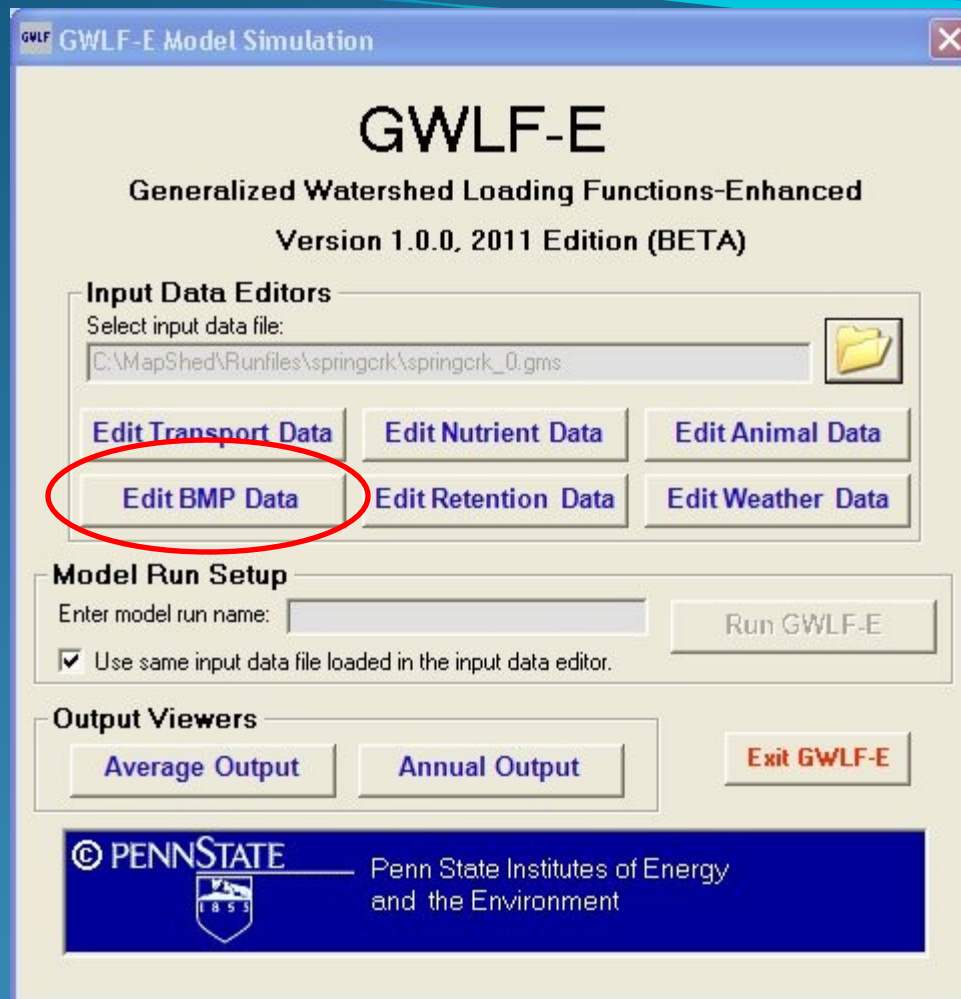 GWLF GWLF-E Model Simulation
GWLF-E
Generalized Watershed Loading Functions-Enhanced
Version 1.0.0, 2011 Edition (BETA)
Input Data Editors
Select input data file:
C:\MapShed\Runfiles\springcrk\springcrk_0.gms
Edit Transport Data Edit Nutrient Data Edit Animal Data
Edit BMP Data Edit Retention Data Edit Weather Data
Model Run Setup
Enter model run name:
Run GWLF-E
Use same input data file loaded in the input data editor.
Output Viewers
Average Output Annual Output
Exit GWLF-E
© PENNSTATE
1855
Penn State Institutes of Energy
and the Environment